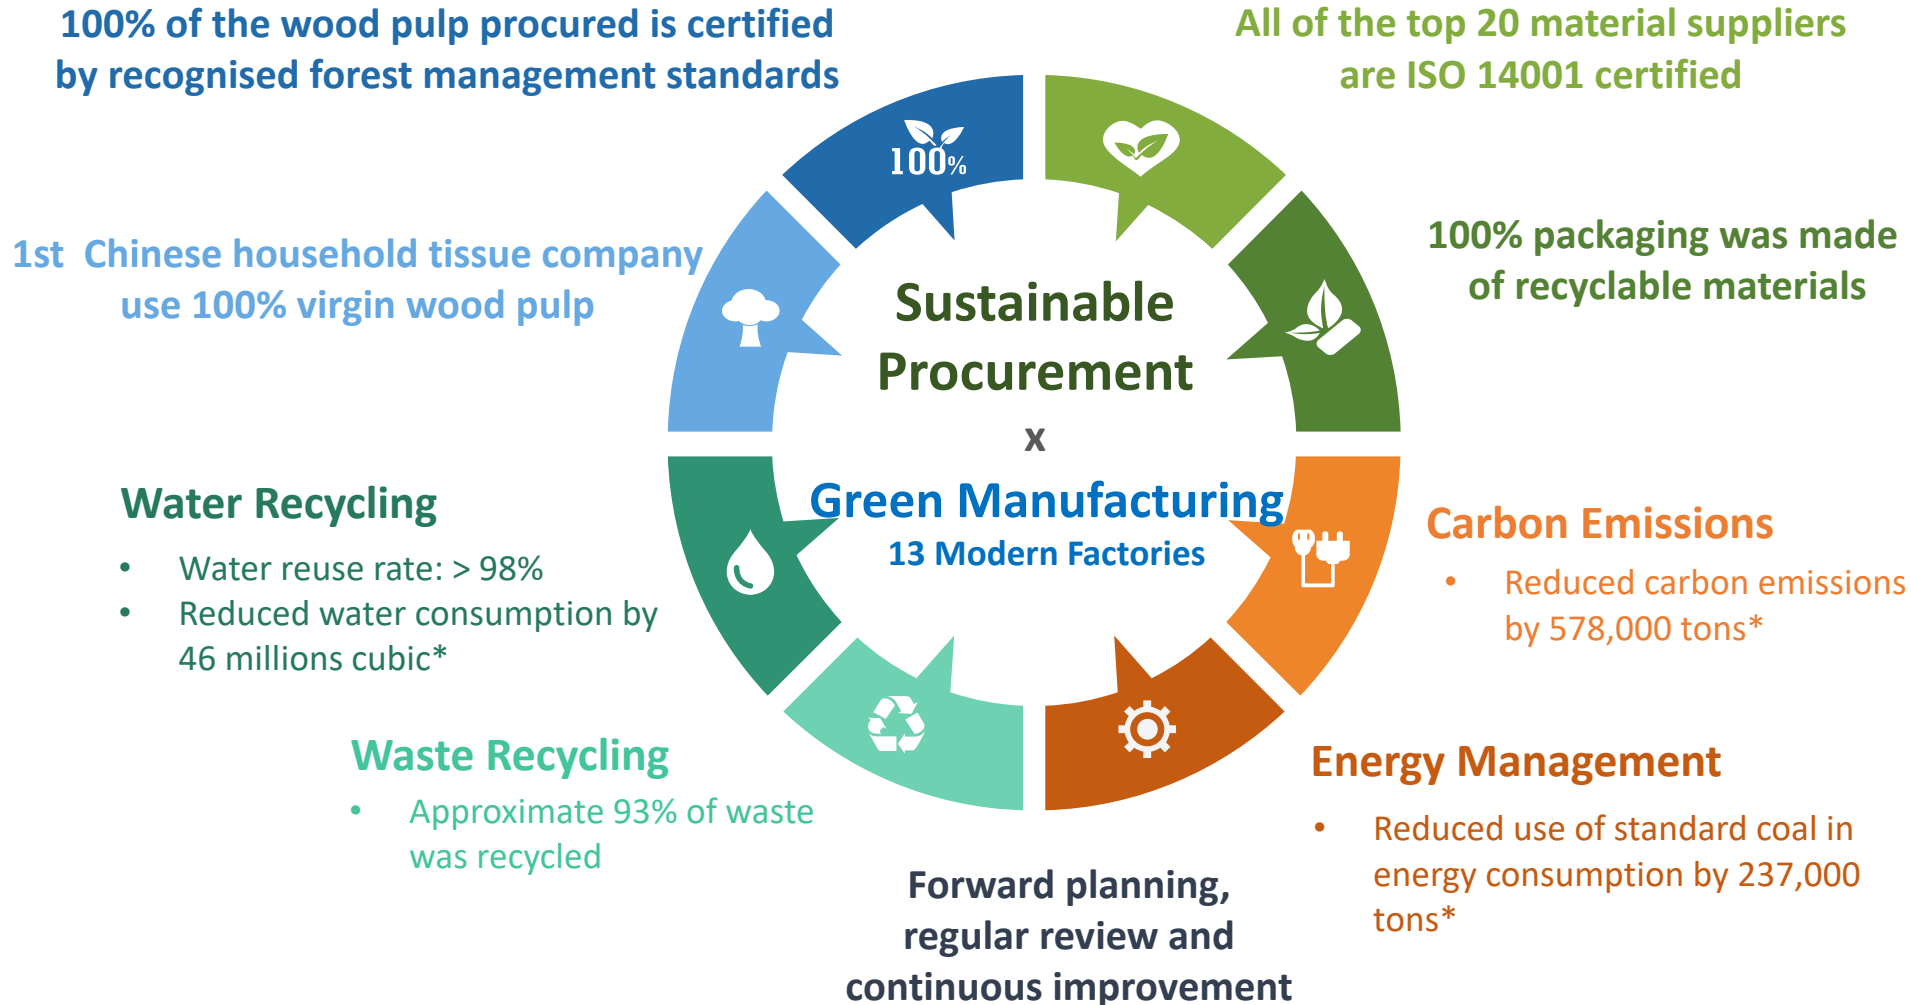 100% of the wood pulp procured is certified
by recognised forest management standards
All of the top 20 material suppliers
are ISO 14001 certified
100%
1st Chinese household tissue company
use 100% virgin wood pulp
100% packaging was made
of recyclable materials
Sustainable
Procurement
x
Green Manufacturing
13 Modern Factories
Water Recycling
• Water reuse rate: > 98%
• Reduced water consumption by
46 millions cubic*
Carbon Emissions
• Reduced carbon emissions
by 578,000 tons*
Waste Recycling
• Approximate 93% of waste
was recycled
Energy Management
• Reduced use of standard coal in
energy consumption by 237,000
tons*
Forward planning,
regular review and
continuous improvement